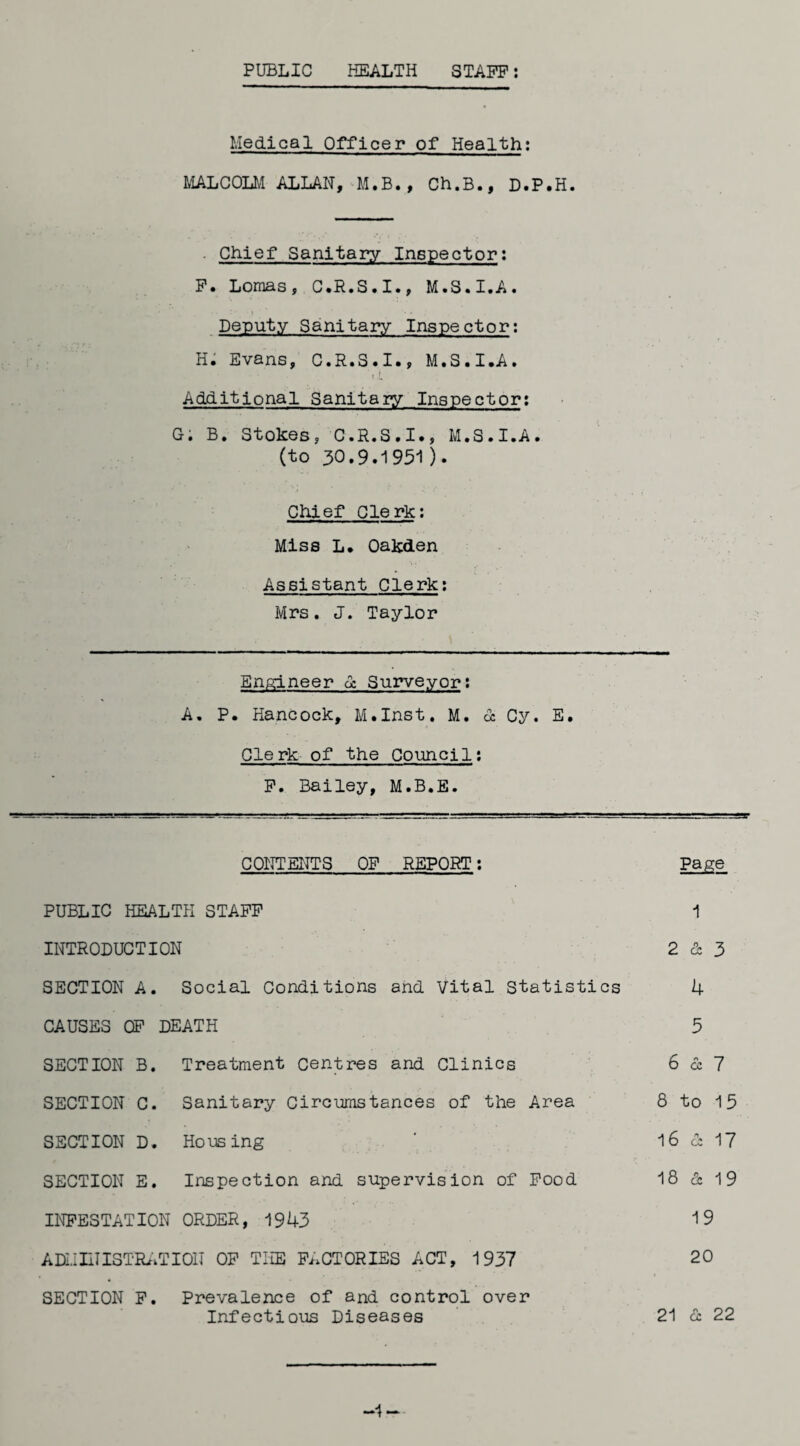 PUBLIC HEALTH STAFF:
Medical Officer of Health:
MALCOLM ALLAN, M.B., Ch.B., D.P.H.
Chief Sanitary Inspector:
F. Lomas, C.R.S.I., M.S.I.A.
Deputy Sanitary Inspector:
H. Evans, C.R.S.I., M.S.I.A.
Additional Sanitary Inspector:
G. B. Stokes, C.R.S.I., M.S.I.A.
(to 30.9.1951).
Chief Clerk:
Miss L. Oakden
Assistant Clerk:
Mrs. J. Taylor
Engineer & Surveyor:
A. P. Hancock, M.Inst. M. & Cy. E.
Clerk of the Council:
F. Bailey, M.B.E.
CONTENTS OF REPORT: Page
PUBLIC HEALTH STAFF 1
INTRODUCTION 2 & 3
SECTION A. Social Conditions and Vital Statistics 4
CAUSES OF DEATH 5
SECTION B. Treatment Centres and Clinics 6 & 7
SECTION C. Sanitary Circumstances of the Area 8 to 15
SECTION D. Housing 16 & 17
SECTION E. Inspection and supervision of Food 18 & 19
INFESTATION ORDER, 1943 19
ADMINISTRATION OF THE FACTORIES ACT, 1937 20
SECTION F. Prevalence of and control over
Infectious Diseases 21 & 22
-1-